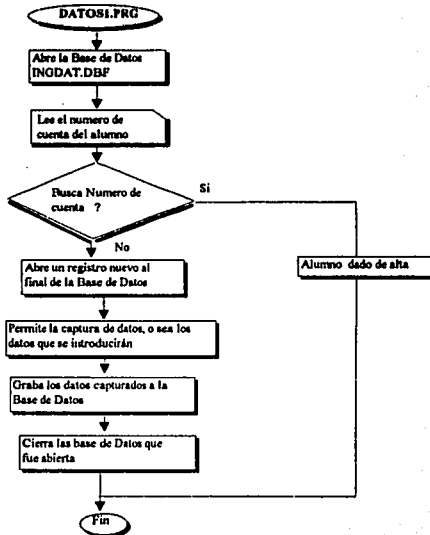 DATOS1.PRG
Abre la Base de Datos
INGDAT.DBF
Lee el numero de
cuenta del alumno
Busca Numero de
cuenta ?
Si
No
Abre un registro nuevo al
final de la Base de Datos
Alumno dado de alta
Permite la captura de datos, o sea los
datos que se introducirán
Graba los datos capturados a la
Base de Datos
Cierra las base de Datos que
fue abierta
Fin